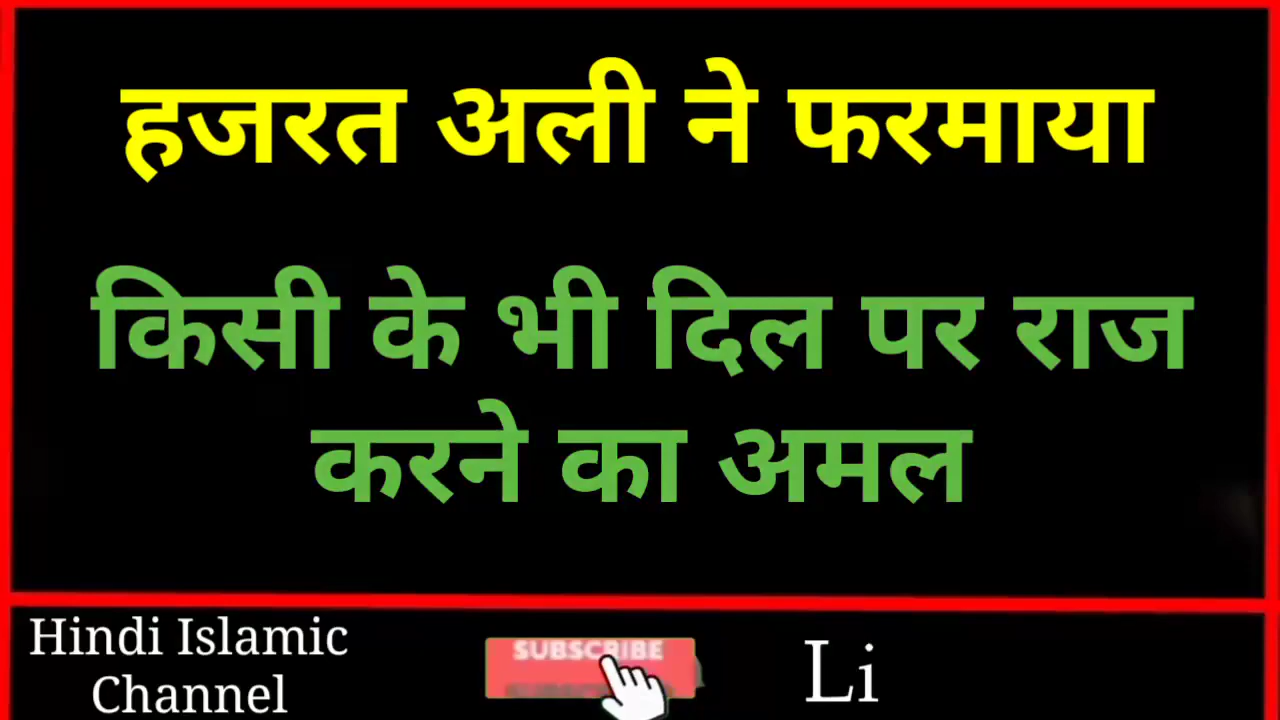 हजरत अली ने फरमाया
किसी के भी दिल पर राज
करने का अमल
Hindi Islamic
Channel
SUBSCRIBE
Li